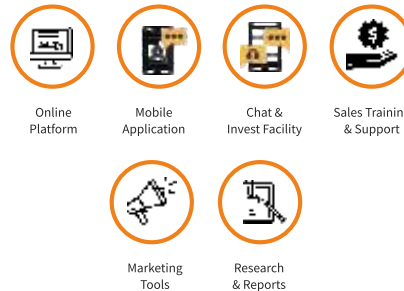 Online
Platform
Mobile
Application
Chat &
Invest Facility
Sales Trainin
& Support
Marketing
Tools
Research
& Reports